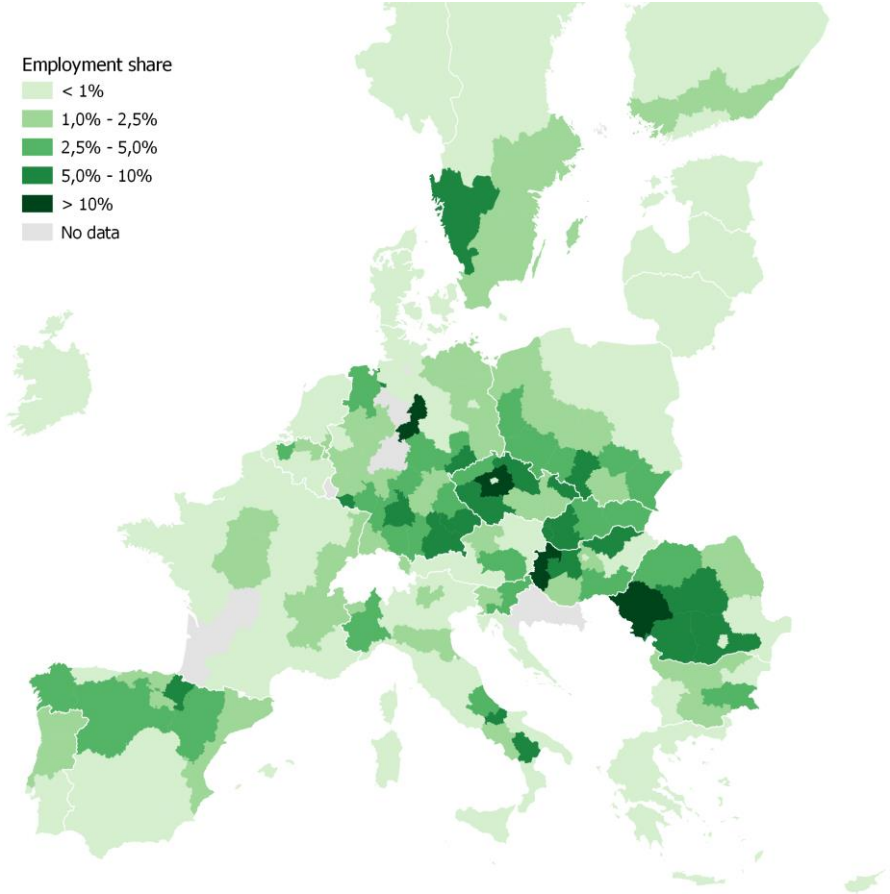 Employment share
< 1%
1,0% - 2,5%
2,5% - 5,0%
5,0% - 10%
> 10%
No data